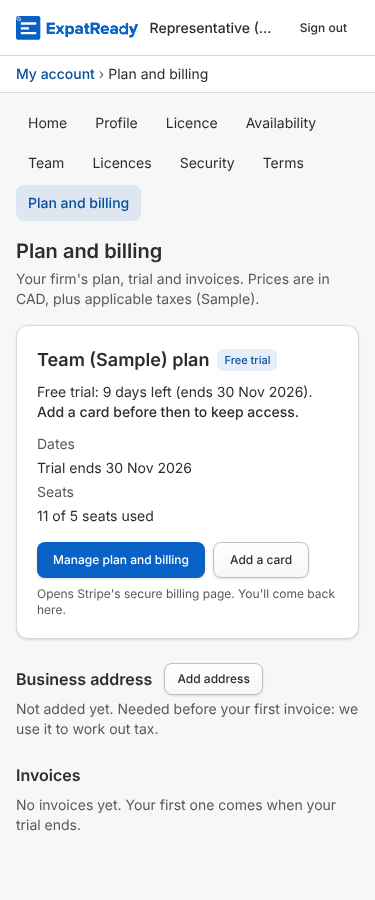 ExpatReady Representative (... Sign out
My account › Plan and billing
Home Profile Licence Availability
Team Licences Security Terms
Plan and billing
Plan and billing
Your firm's plan, trial and invoices. Prices are in
CAD, plus applicable taxes (Sample).
Team (Sample) plan Free trial
Free trial: 9 days left (ends 30 Nov 2026).
Add a card before then to keep access.
Dates
Trial ends 30 Nov 2026
Seats
11 of 5 seats used
Manage plan and billing Add a card
Opens Stripe's secure billing page. You'll come back
here.
Business address Add address
Not added yet. Needed before your first invoice: we
use it to work out tax.
Invoices
No invoices yet. Your first one comes when your
trial ends.